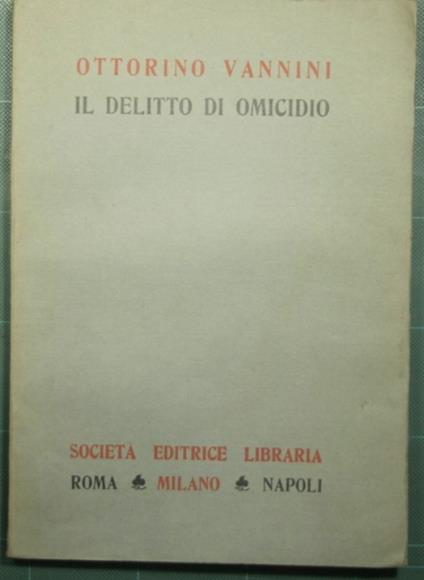 OTTORINO VANNINI
IL DELITTO DI OMICIDIO
SOCIETÀ EDITRICE LIBRARIA
ROMA MILANO NAPOLI